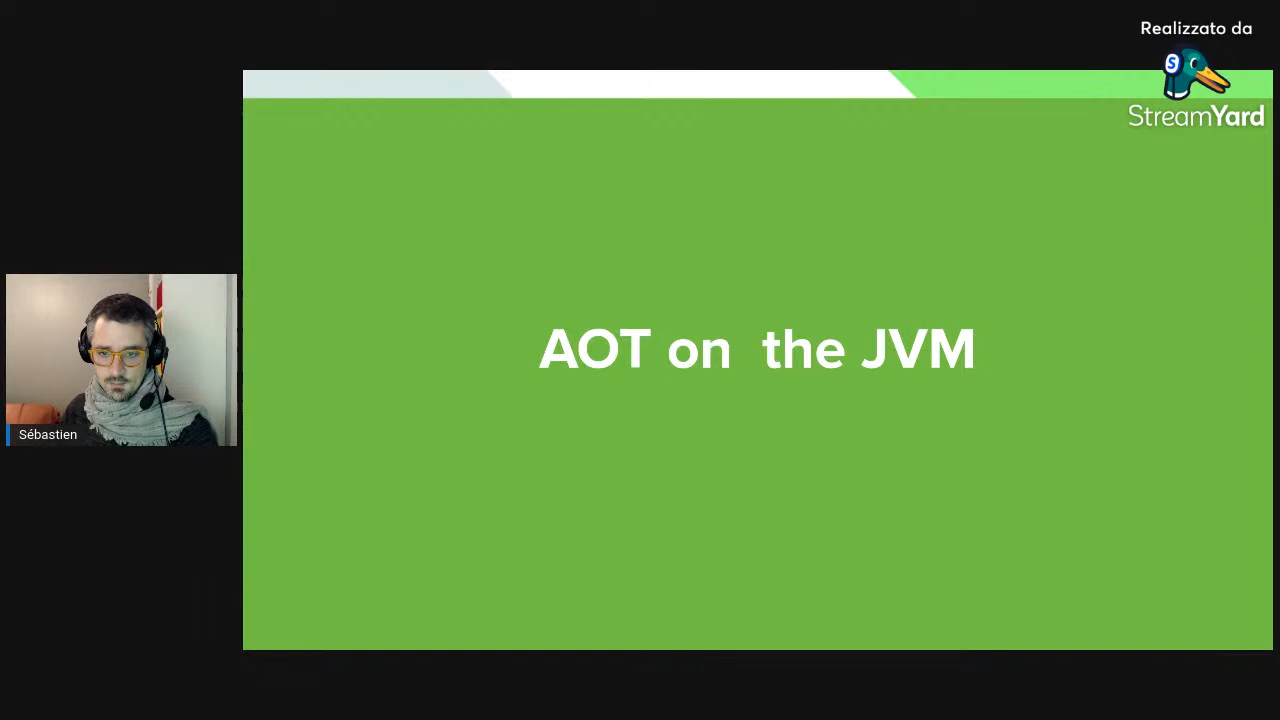 Realizzato da
S
StreamYard
AOT on  the JVM
Sébastien